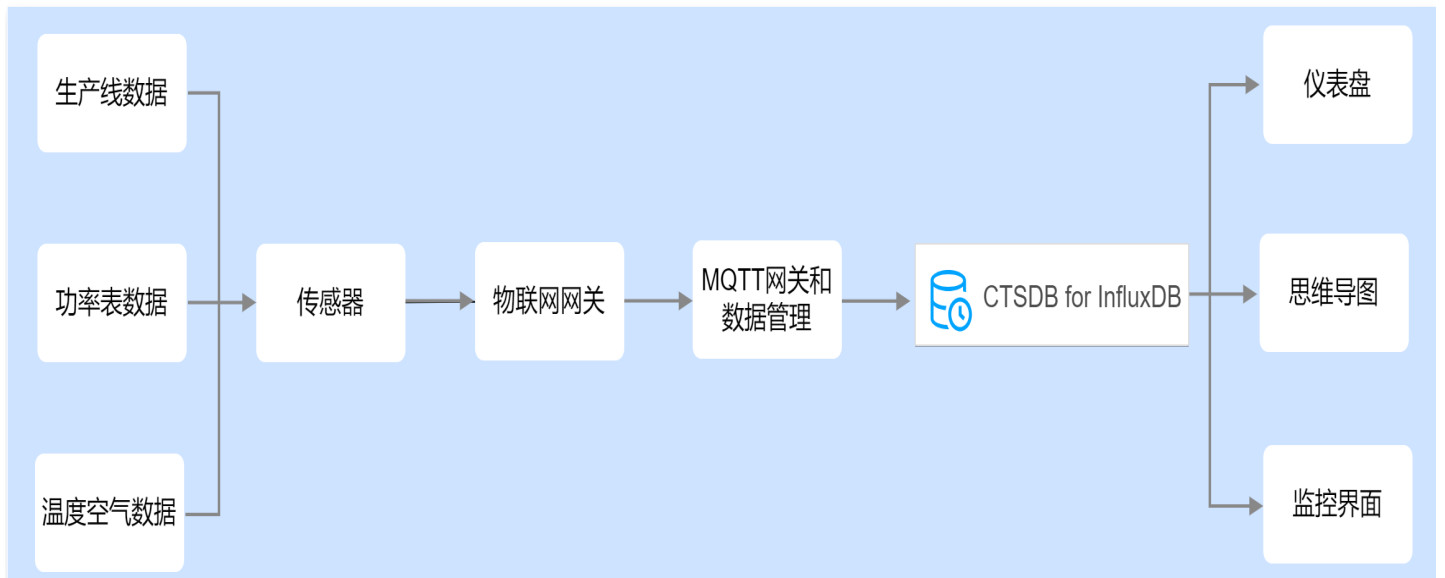 生产线数据
功率表数据
温度空气数据
传感器
物联网网关
MQTT网关和
数据管理
CTSDB for InfluxDB
仪表盘
思维导图
监控界面